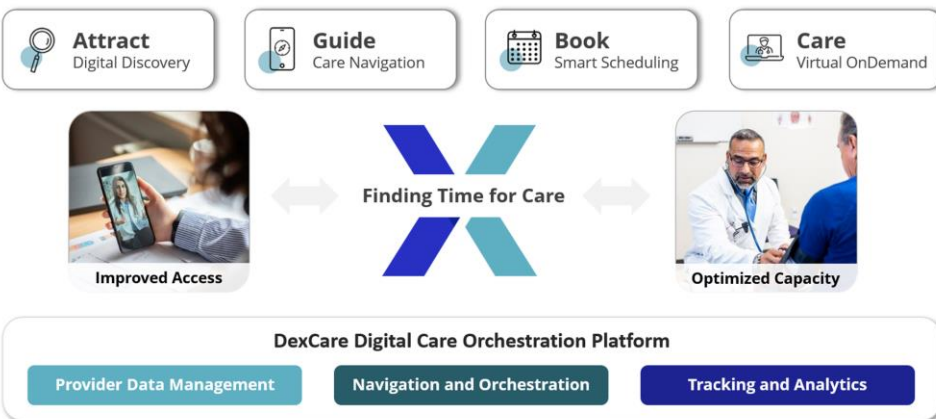 Attract
Digital Discovery
Guide
Care Navigation
Book
Smart Scheduling
Care
Virtual OnDemand
Finding Time for Care
Improved Access
Optimized Capacity
DexCare Digital Care Orchestration Platform
Provider Data Management
Navigation and Orchestration
Tracking and Analytics